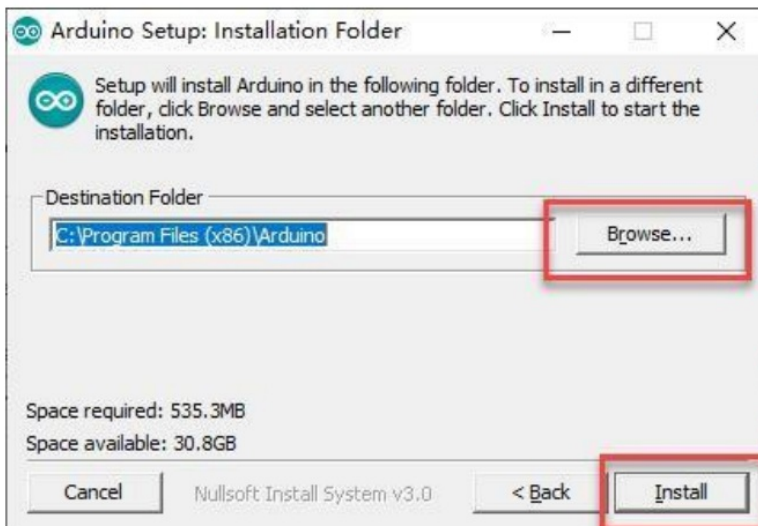 Arduino Setup: Installation Folder
Setup will install Arduino in the following folder. To install in a different
folder, click Browse and select another folder. Click Install to start the
installation.
Destination Folder
C:\Program Files (x86)\Arduino
Browse...
Space required: 535.3MB
Space available: 30.8GB
Cancel
Nullsoft Install System v3.0
< Back
Install